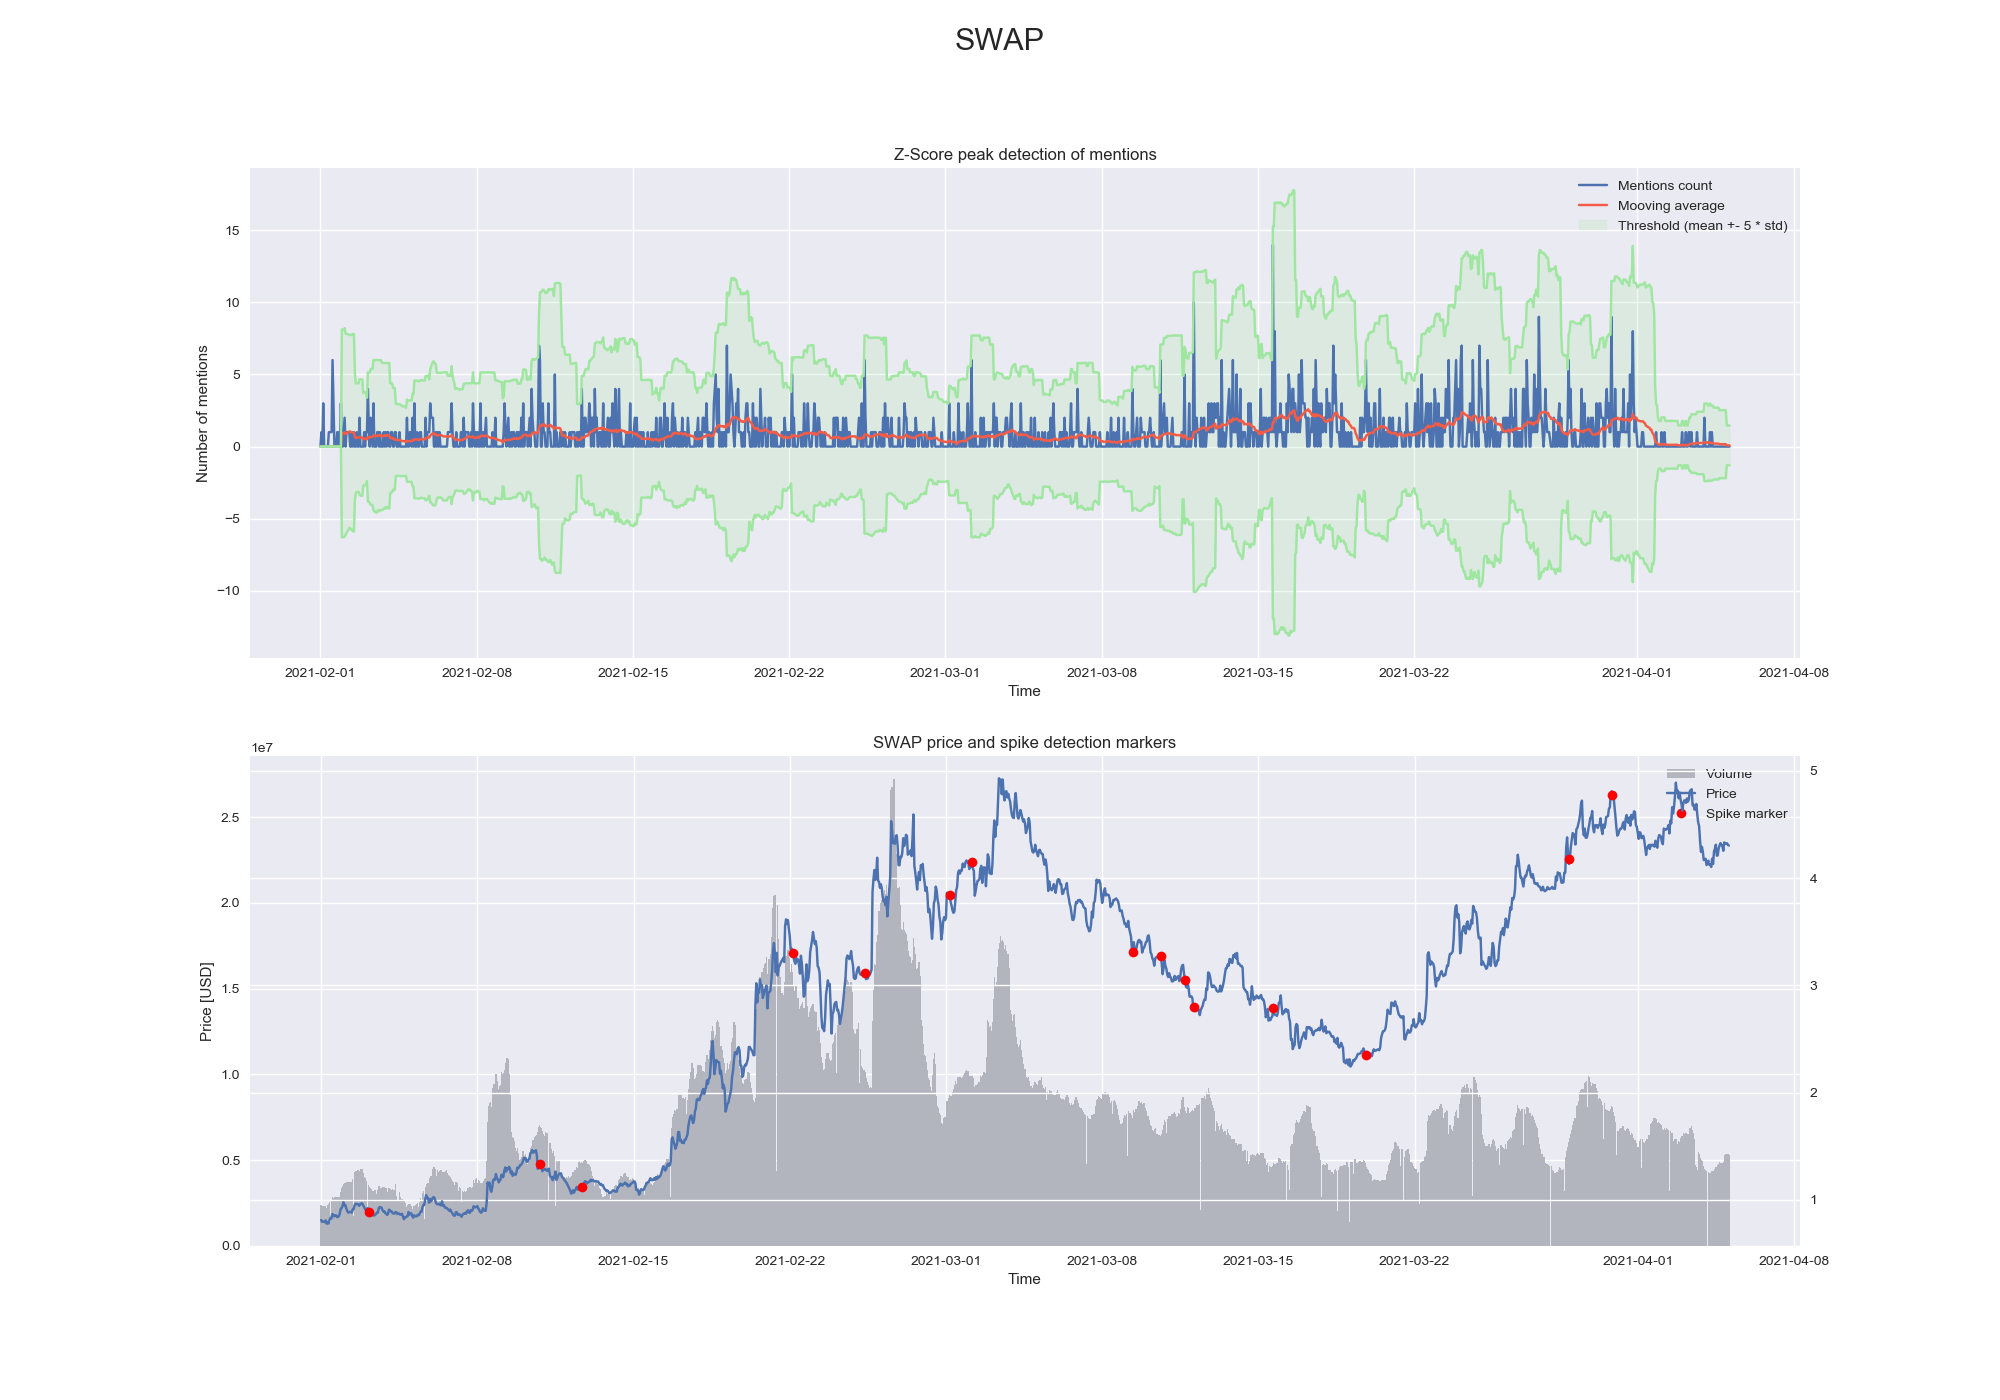 SWAP
Z-Score peak detection of mentions
Mentions count
Mooving average
Threshold (mean +- 5 * std)
Number of mentions
15
10
5
0
−5
−10
2021-02-01 2021-02-08 2021-02-15 2021-02-22 2021-03-01 2021-03-08 2021-03-15 2021-03-22 2021-04-01 2021-04-08
Time
SWAP price and spike detection markers
1e7
Volume
Price
Spike marker
Price [USD]
2.5
2.0
1.5
1.0
0.5
0.0
5
4
3
2
1
2021-02-01 2021-02-08 2021-02-15 2021-02-22 2021-03-01 2021-03-08 2021-03-15 2021-03-22 2021-04-01 2021-04-08
Time